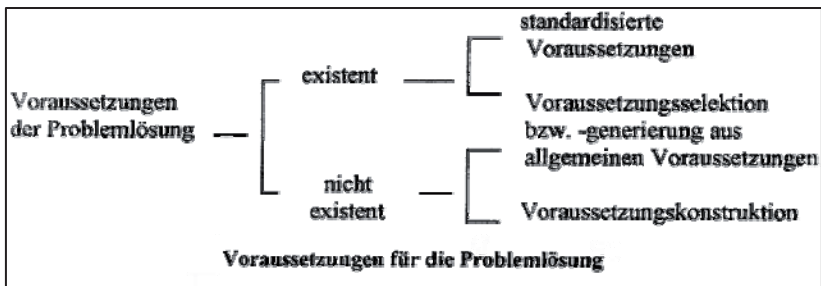 standardisierte
Voraussetzungen
existent
Voraussetzungen
der Problemlösung
Voraussetzungsselektion
bzw. -generierung aus
allgemeinen Voraussetzungen
nicht
existent
Voraussetzungskonstruktion
Voraussetzungen für die Problemlösung